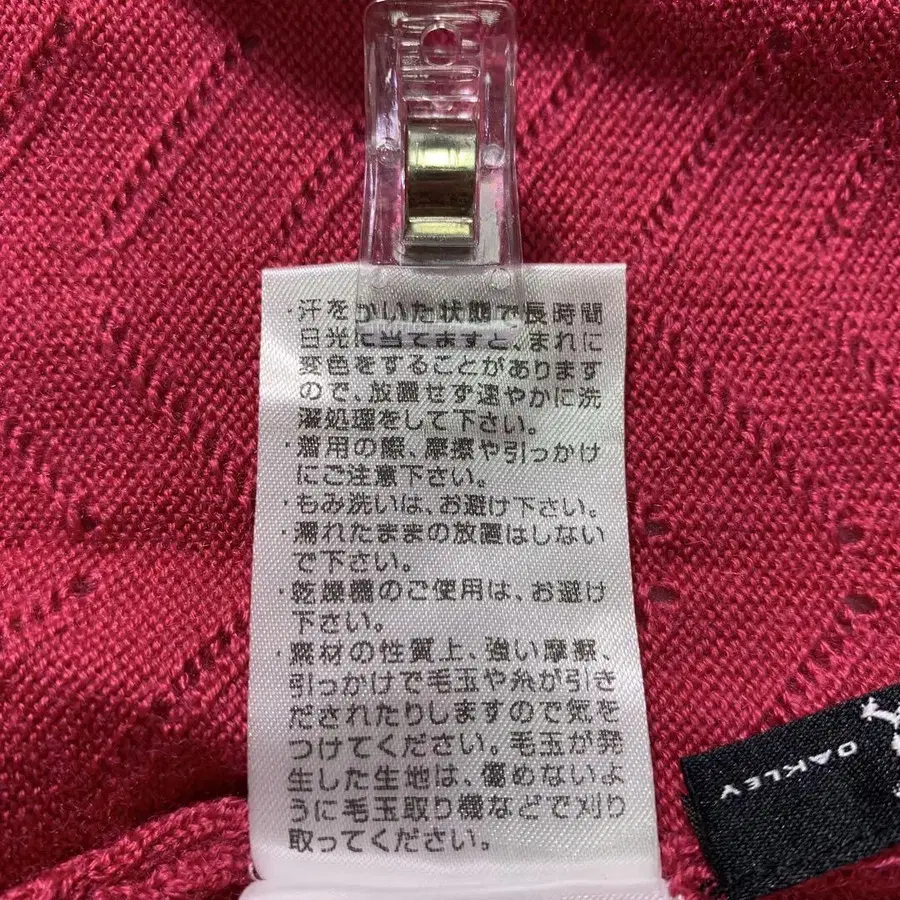 ・汗をかいた状態で長時間
日光に当てますと、まれに
変色をすることがあります
ので、放置せず速やかに洗
濯処理をして下さい。
・着用の際、摩擦や引っかけ
にご注意下さい。
・もみ洗いは、お避け下さい。
・濡れたままの放置はしない
で下さい。
・乾燥機のご使用は、お避け
下さい。
・素材の性質上、強い摩擦、
引っかけで毛玉や糸が引き
だされたりしますので気を
つけてください。毛玉が発
生した生地は、傷めないよ
うに毛玉取り機などで刈り
取ってください。
OAKLEY